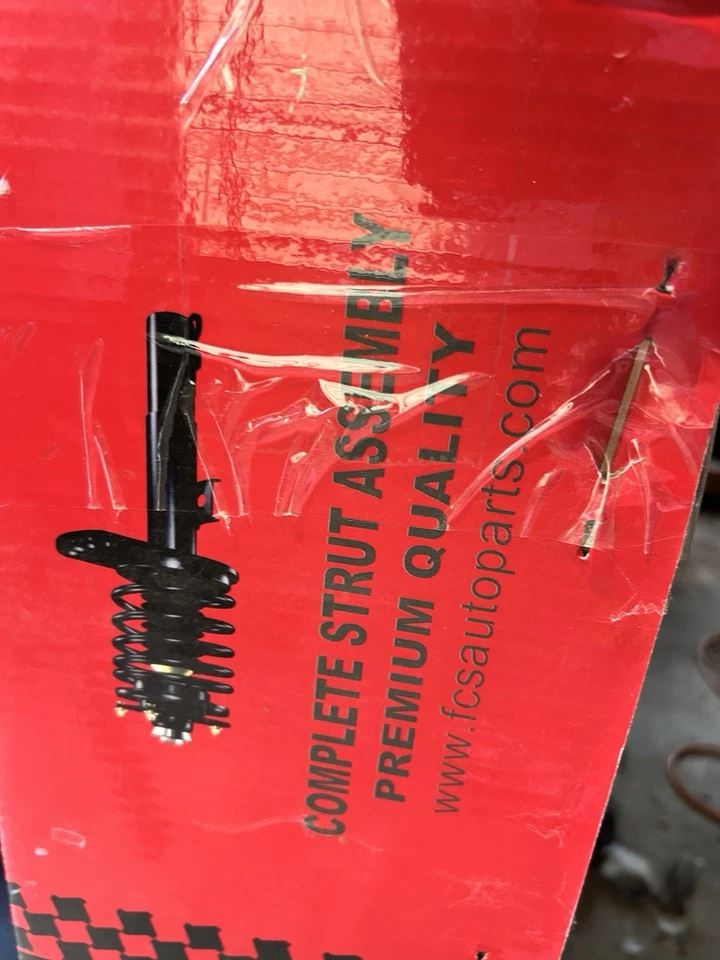 COMPLETE STRUT ASSEMBLY
PREMIUM QUALITY
www.fcsautoparts.com